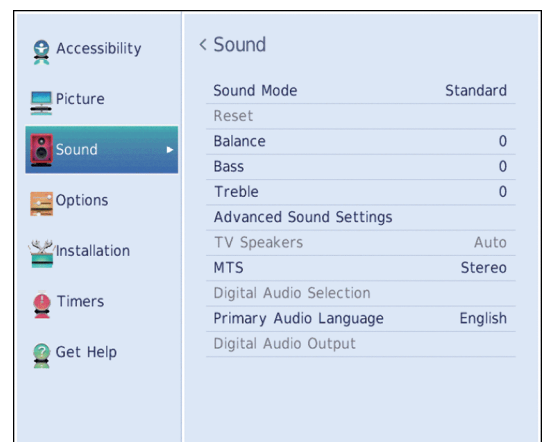 Accessibility
Picture
Sound
Options
Installation
Timers
Get Help
< Sound
Sound Mode Standard
Reset
Balance 0
Bass 0
Treble 0
Advanced Sound Settings
TV Speakers Auto
MTS Stereo
Digital Audio Selection
Primary Audio Language English
Digital Audio Output